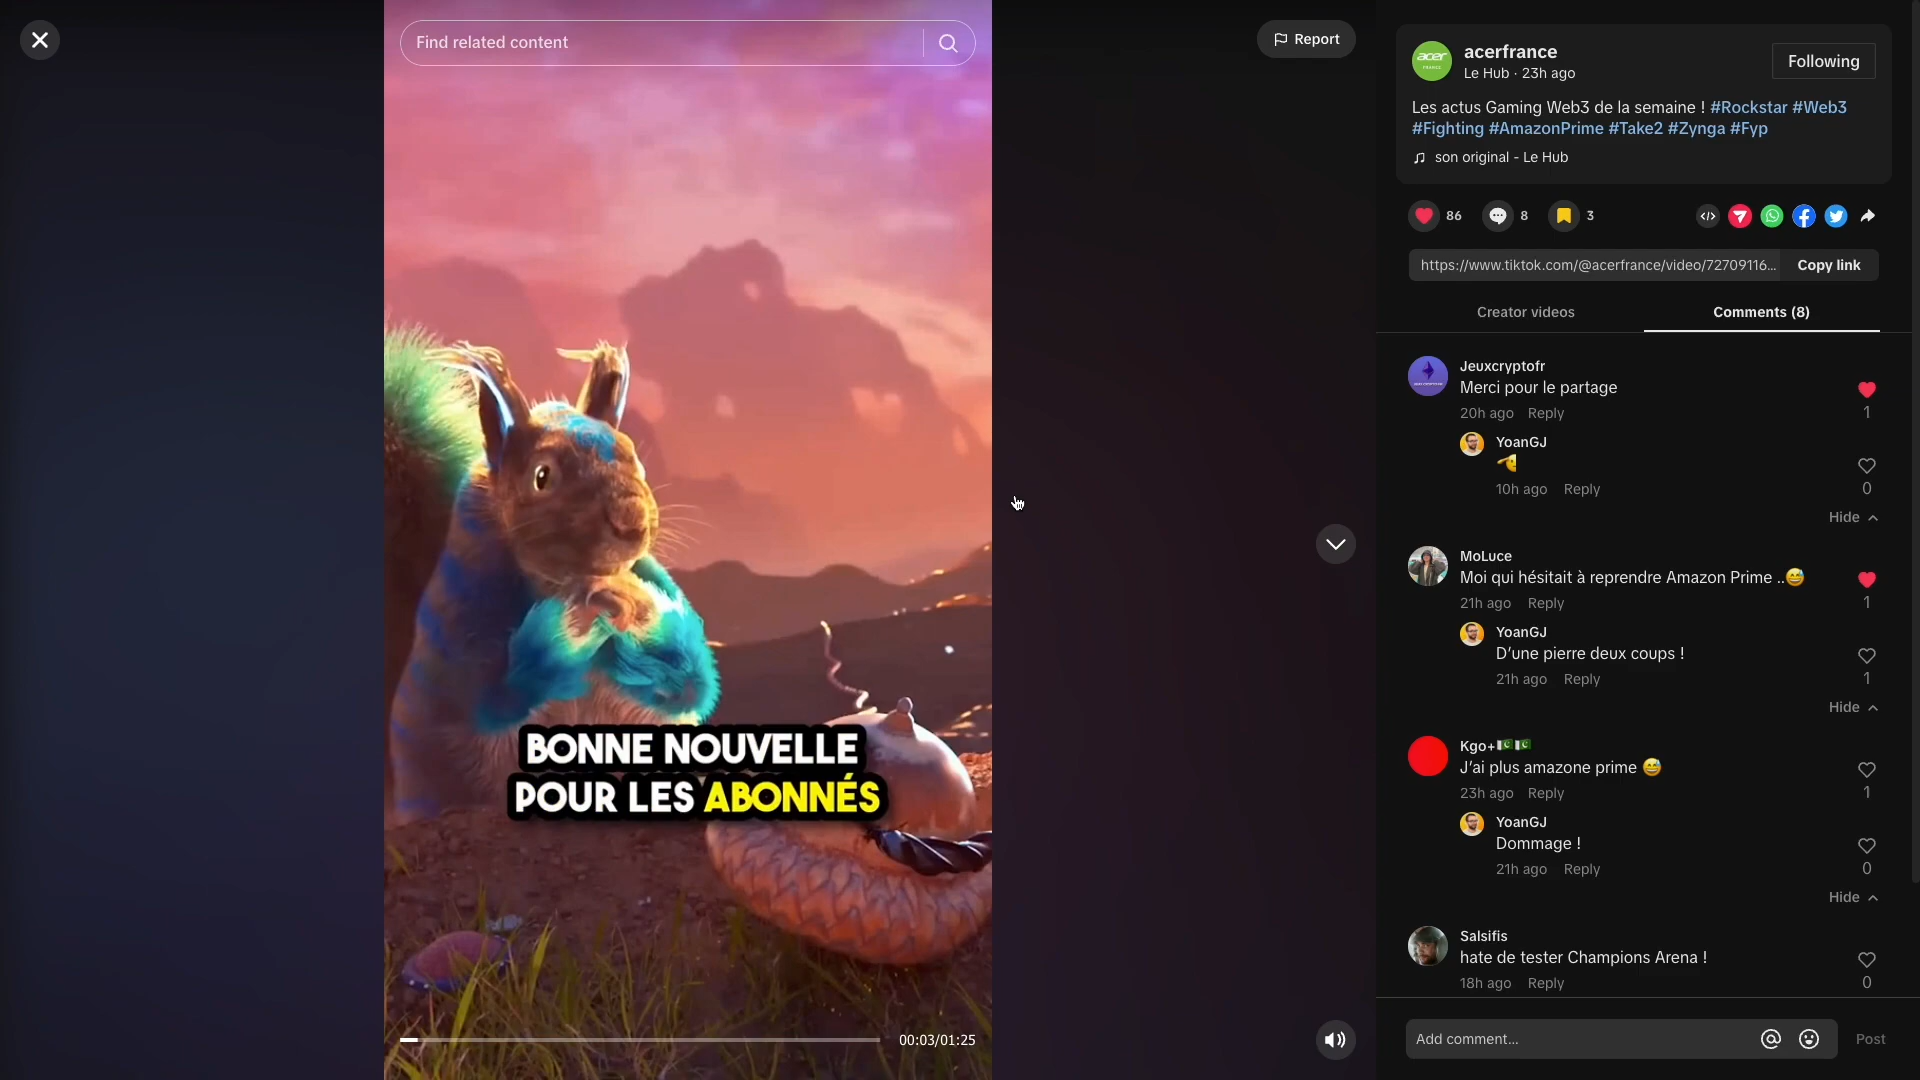 Find related content
Report
acer
FRANCE
acerfrance
Le Hub · 23h ago
Following
Les actus Gaming Web3 de la semaine ! #Rockstar #Web3
#Fighting #AmazonPrime #Take2 #Zynga #Fyp
son original - Le Hub
86
8
3
https://www.tiktok.com/@acerfrance/video/72709116...
Copy link
Creator videos
Comments (8)
Jeuxcryptofr
Merci pour le partage
1
20h ago Reply
YoanGJ
🫡
0
10h ago Reply
Hide
MoLuce
Moi qui hésitait à reprendre Amazon Prime ..😅
1
21h ago Reply
YoanGJ
D’une pierre deux coups !
1
21h ago Reply
Hide
Kgo+🇲🇷🇲🇷
J’ai plus amazone prime 😅
1
23h ago Reply
YoanGJ
Dommage !
0
21h ago Reply
Hide
Salsifis
hate de tester Champions Arena !
0
18h ago Reply
BONNE NOUVELLE
POUR LES ABONNÉS
00:03/01:25
Add comment...
Post